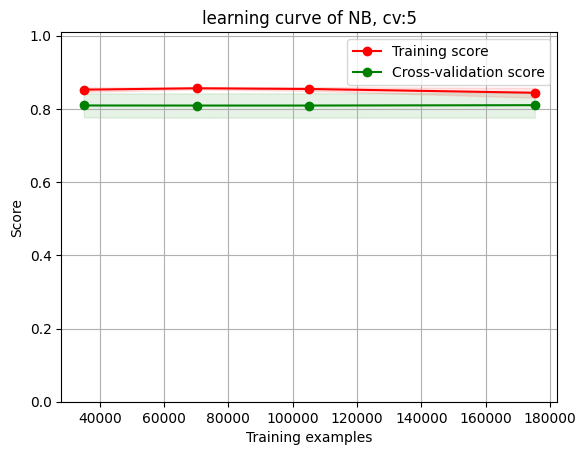 learning curve of NB, cv:5
Training score
Cross-validation score
Score
1.0
0.8
0.6
0.4
0.2
0.0
40000 60000 80000 100000 120000 140000 160000 180000
Training examples